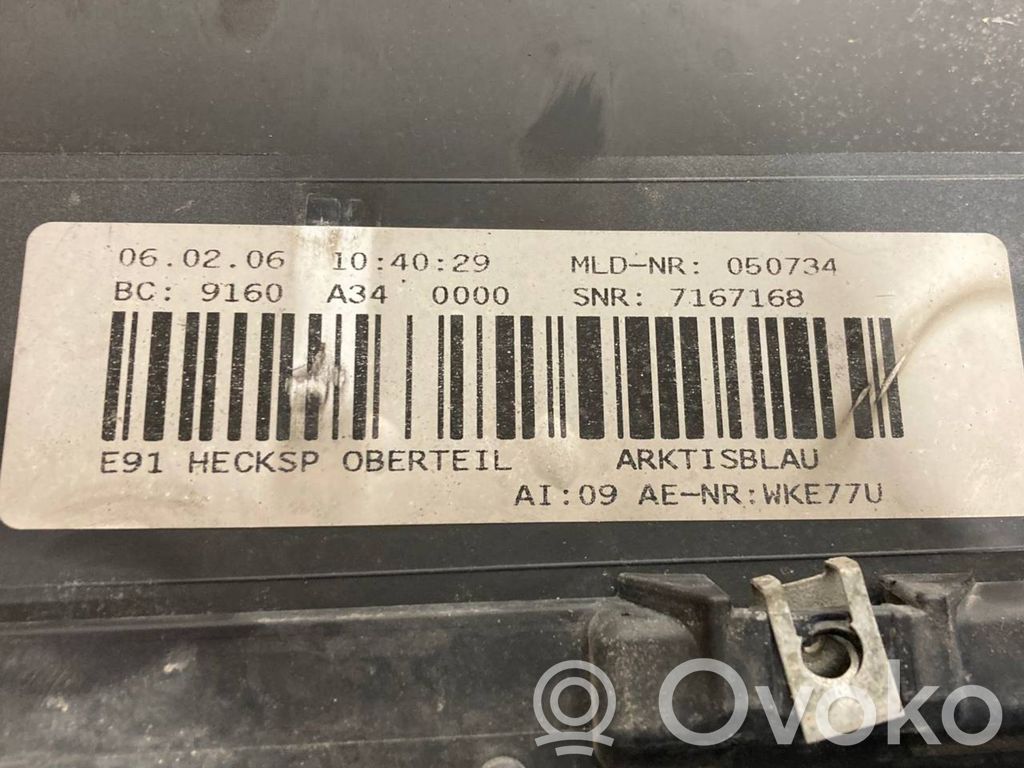 06.02.06 10:40:29 MLD-NR: 050734
BC: 9160 A34 0000 SNR: 7167168
E91 HECKSP OBERTEIL ARKTISBLAU
AI:09 AE-NR:WKE77U
Ovoko